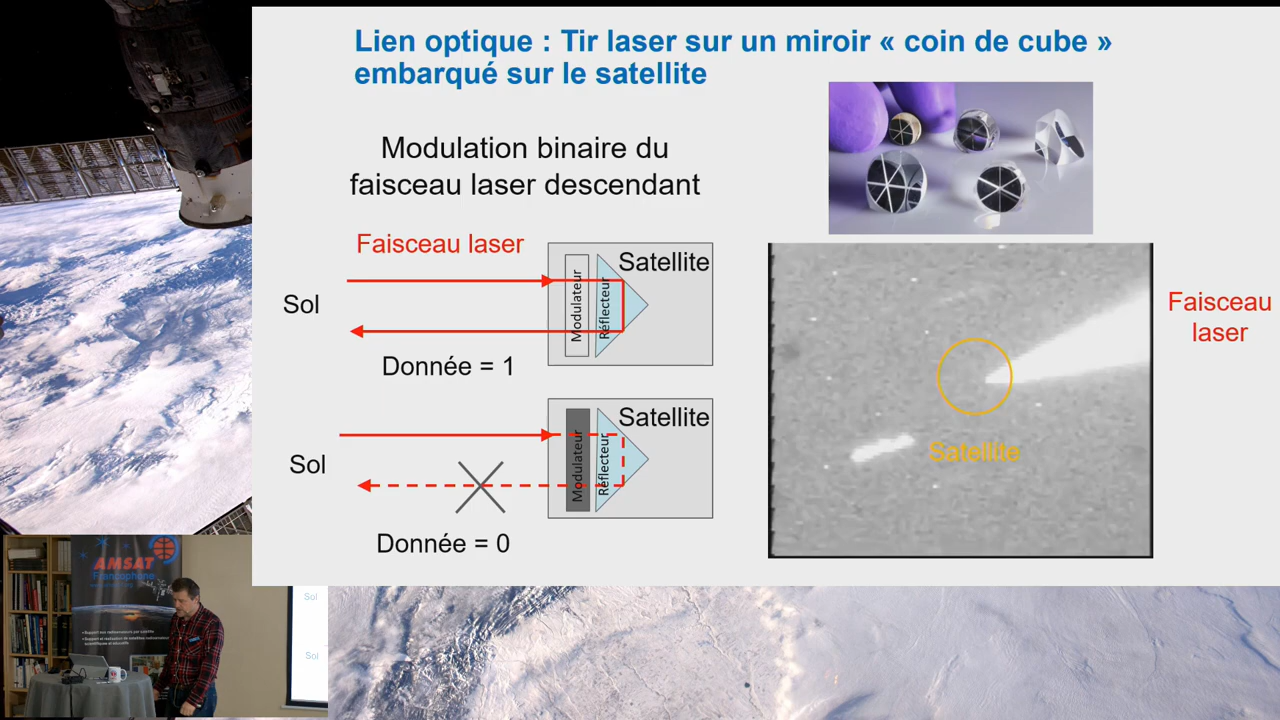 Lien optique : Tir laser sur un miroir « coin de cube »
embarqué sur le satellite
Modulation binaire du
faisceau laser descendant
Faisceau laser
Satellite
Modulateur
Réflecteur
Sol
Donnée = 1
Satellite
Modulateur
Réflecteur
Sol
Donnée = 0
Faisceau
laser
Satellite
AMSAT
Francophone
Sol
Sol